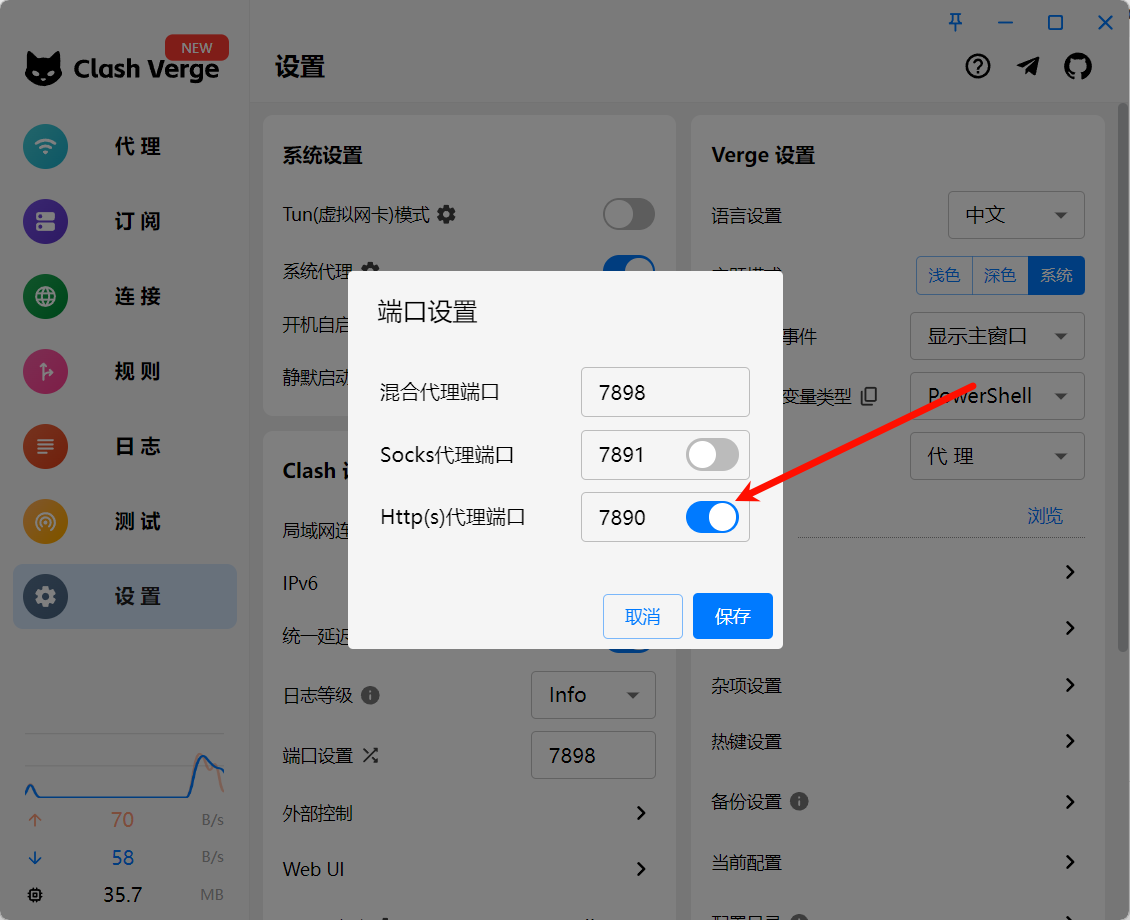 NEW
Clash Verge
代 理
订 阅
连 接
规 则
日 志
测 试
设 置
70 B/s
58 B/s
35.7 MB
设置
系统设置
Tun(虚拟网卡)模式
系统代理
开机自启
静默启动
Clash
局域网连
IPv6
统一延迟
日志等级 Info
端口设置 7898
外部控制
Web UI
端口设置
混合代理端口 7898
Socks代理端口 7891
Http(s)代理端口 7890
取消 保存
Verge 设置
语言设置 中文
主题模式 浅色 深色 系统
事件 显示主窗口
变量类型 PowerShell
代 理
浏览
杂项设置
热键设置
备份设置
当前配置
配置目录